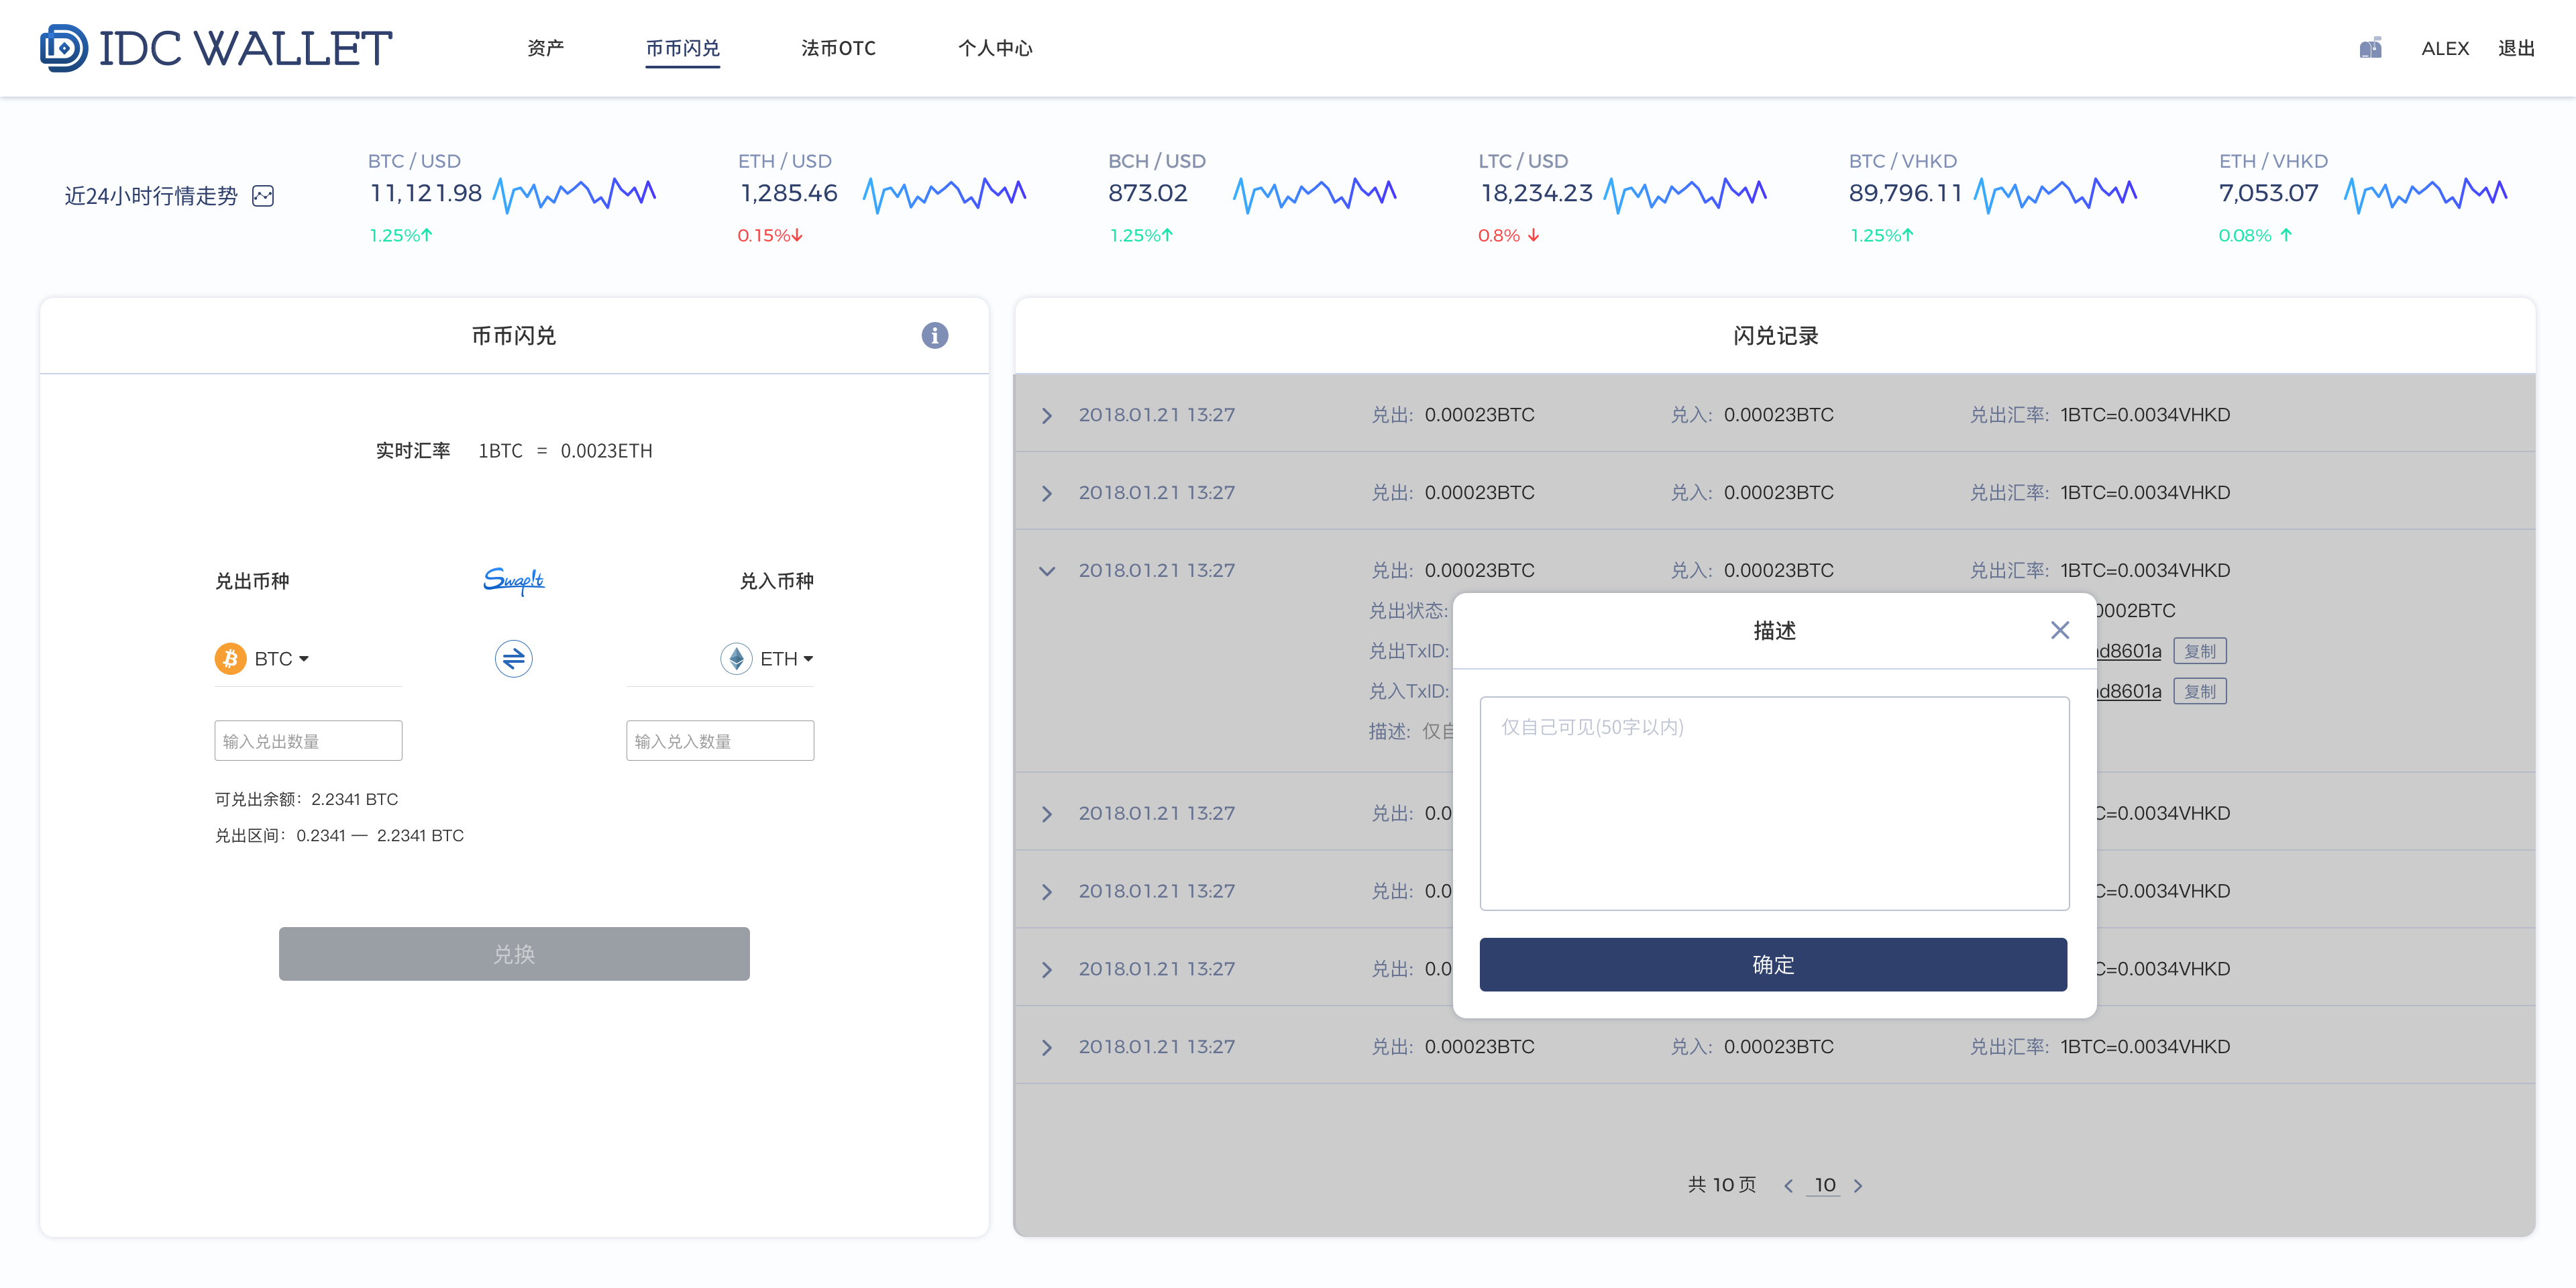 IDC WALLET 资产 币币闪兑 法币OTC 个人中心 ALEX 退出
近24小时行情走势
BTC / USD
11,121.98
1.25%↑
ETH / USD
1,285.46
0.15%↓
BCH / USD
873.02
1.25%↑
LTC / USD
18,234.23
0.8% ↓
BTC / VHKD
89,796.11
1.25%↑
ETH / VHKD
7,053.07
0.08% ↑
币币闪兑
实时汇率 1BTC = 0.0023ETH
兑出币种 Swap!t 兑入币种
BTC ETH
输入兑出数量 输入兑入数量
可兑出余额: 2.2341 BTC
兑出区间: 0.2341 — 2.2341 BTC
兑换
闪兑记录
2018.01.21 13:27 兑出: 0.00023BTC 兑入: 0.00023BTC 兑出汇率: 1BTC=0.0034VHKD
2018.01.21 13:27 兑出: 0.00023BTC 兑入: 0.00023BTC 兑出汇率: 1BTC=0.0034VHKD
2018.01.21 13:27 兑出: 0.00023BTC 兑入: 0.00023BTC 兑出汇率: 1BTC=0.0034VHKD
兑出状态: 0002BTC
兑出TxID: d8601a 复制
兑入TxID: d8601a 复制
描述: 仅自
2018.01.21 13:27 兑出: 0.0 C=0.0034VHKD
2018.01.21 13:27 兑出: 0.0 C=0.0034VHKD
2018.01.21 13:27 兑出: 0.0 C=0.0034VHKD
2018.01.21 13:27 兑出: 0.00023BTC 兑入: 0.00023BTC 兑出汇率: 1BTC=0.0034VHKD
共 10 页 10
描述
仅自己可见(50字以内)
确定